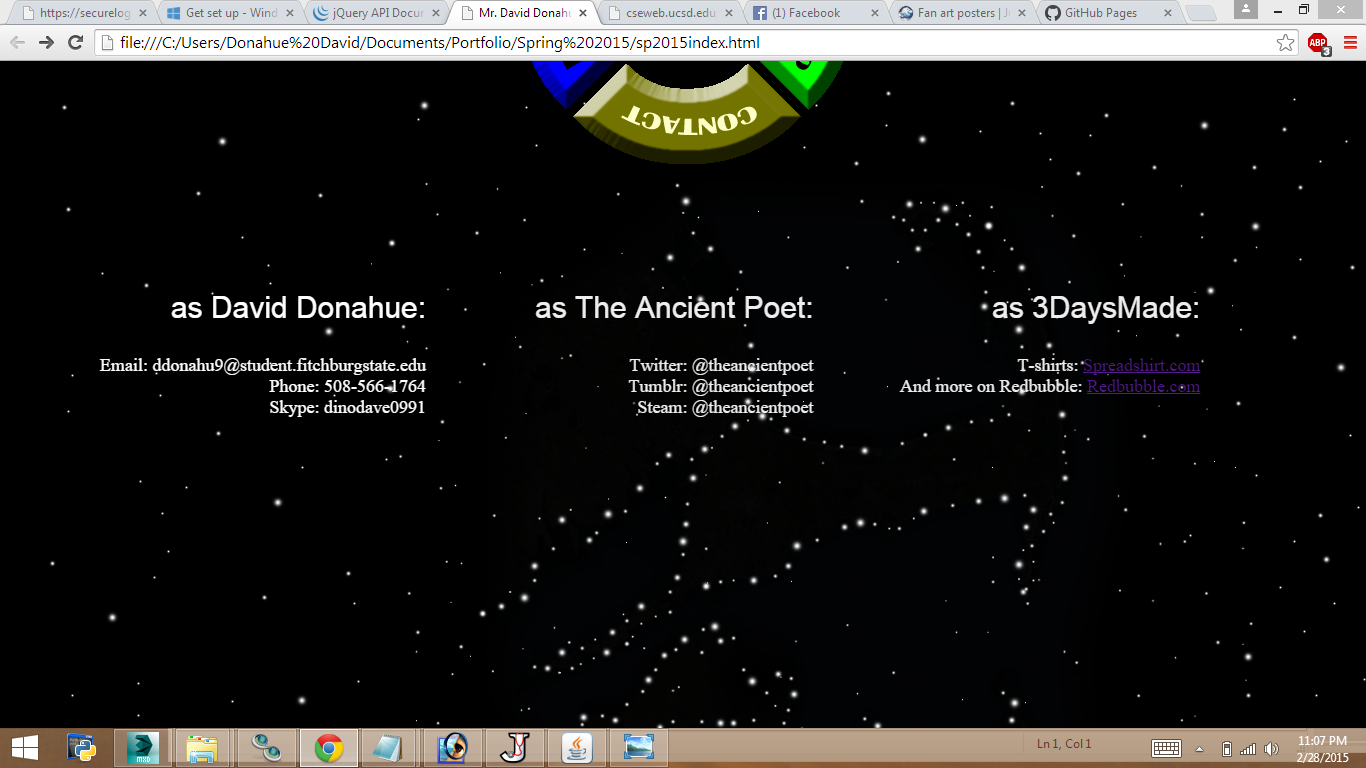 https://securelog
Get set up - Wind
jQuery API Docur
Mr. David Donahu
cseweb.ucsd.edu
(1) Facebook
Fan art posters | Ju
GitHub Pages
file:///C:/Users/Donahue%20David/Documents/Portfolio/Spring%202015/sp2015index.html
ABP
3
CONTACT
as David Donahue:
Email: ddonahu9@student.fitchburgstate.edu
Phone: 508-566-1764
Skype: dinodave0991
as The Ancient Poet:
Twitter: @theancientpoet
Tumblr: @theancientpoet
Steam: @theancientpoet
as 3DaysMade:
T-shirts: Spreadshirt.com
And more on Redbubble: Redbubble.com
MXD
J
Ln 1, Col 1
11:07 PM
2/28/2015